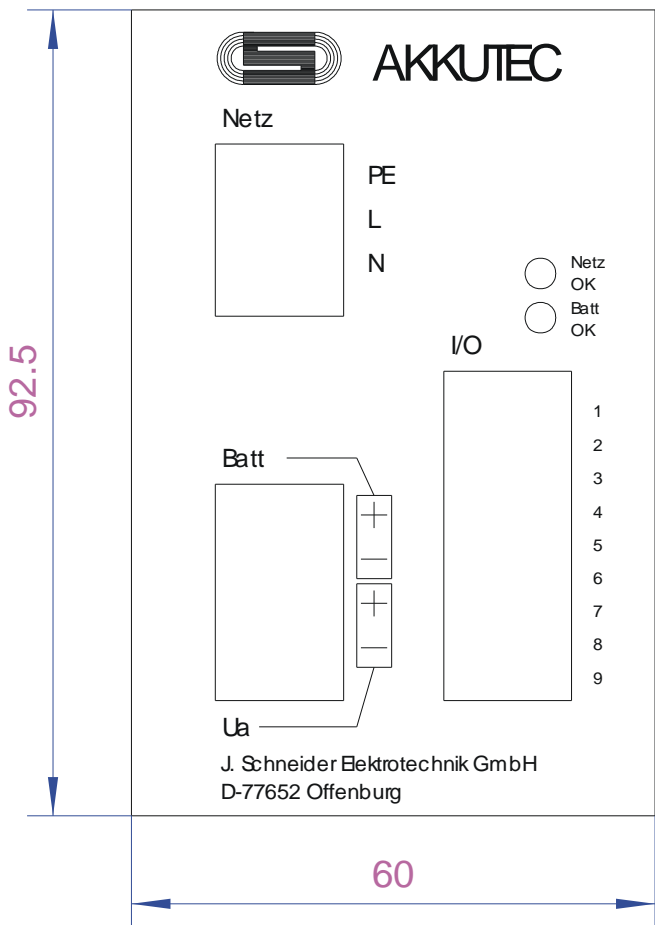 AKKUTEC
Netz
PE
L
N
Netz
OK
Batt
OK
I/O
1
2
3
4
5
6
7
8
9
Batt
+
−
+
−
Ua
J. Schneider Elektrotechnik GmbH
D-77652 Offenburg
92.5
60